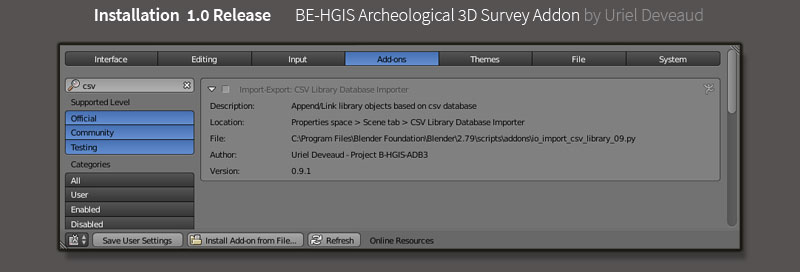 Installation 1.0 Release BE-HGIS Archeological 3D Survey Addon by Uriel Deveaud
Interface Editing Input Add-ons Themes File System
csv
Supported Level
Official
Community
Testing
Categories
All
User
Enabled
Disabled
Import-Export: CSV Library Database Importer
Description: Append/Link library objects based on csv database
Location: Properties space > Scene tab > CSV Library Database Importer
File: C:\Program Files\Blender Foundation\Blender\2.79\scripts\addons\io_import_csv_library_09.py
Author: Uriel Deveaud - Project B-HGIS-ADB3
Version: 0.9.1
Save User Settings Install Add-on from File... Refresh Online Resources